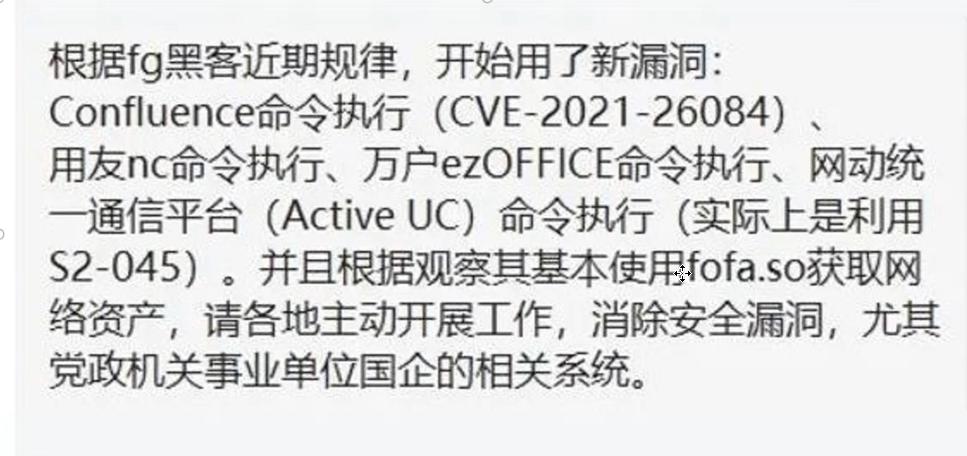 根据fg黑客近期规律，开始用了新漏洞：
Confluence命令执行（CVE-2021-26084）、
用友nc命令执行、万户ezOFFICE命令执行、网动统
一通信平台（Active UC）命令执行（实际上是利用
S2-045）。并且根据观察其基本使用fofa.so获取网
络资产，请各地主动开展工作，消除安全漏洞，尤其
党政机关事业单位国企的相关系统。